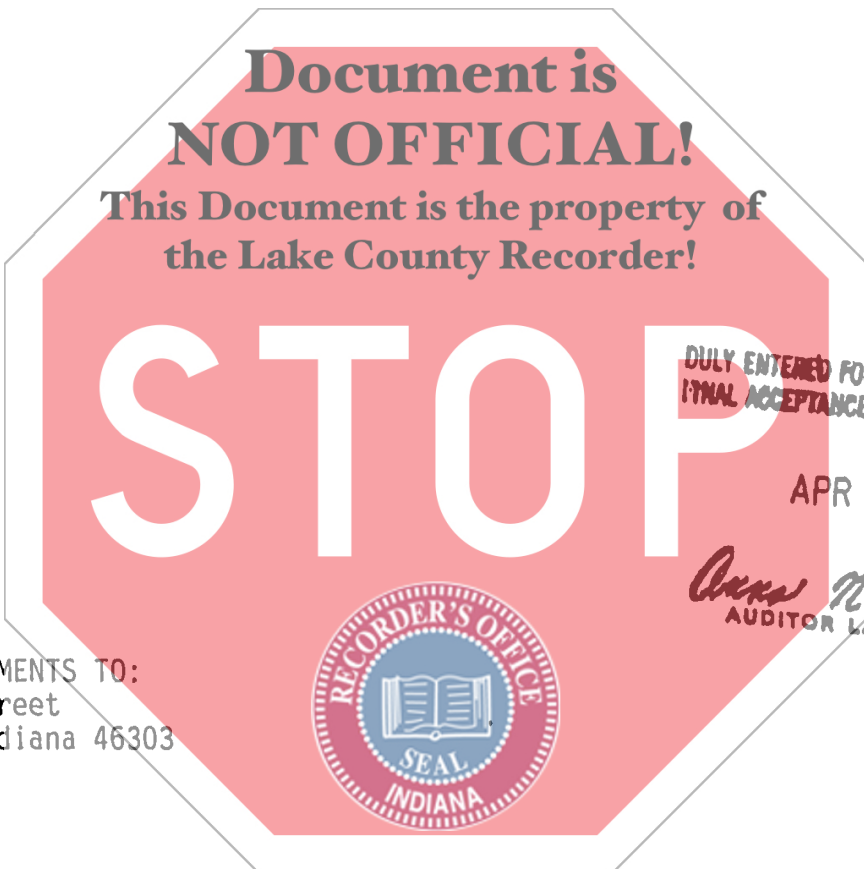 Document is
NOT OFFICIAL!
This Document is the property of
the Lake County Recorder!
STOP
DULY ENTERED FO
FINAL ACCEPTANCE
APR
AUDITOR L
RECORDER'S OFFICE
SEAL
INDIANA
MENTS TO:
reet
diana 46303